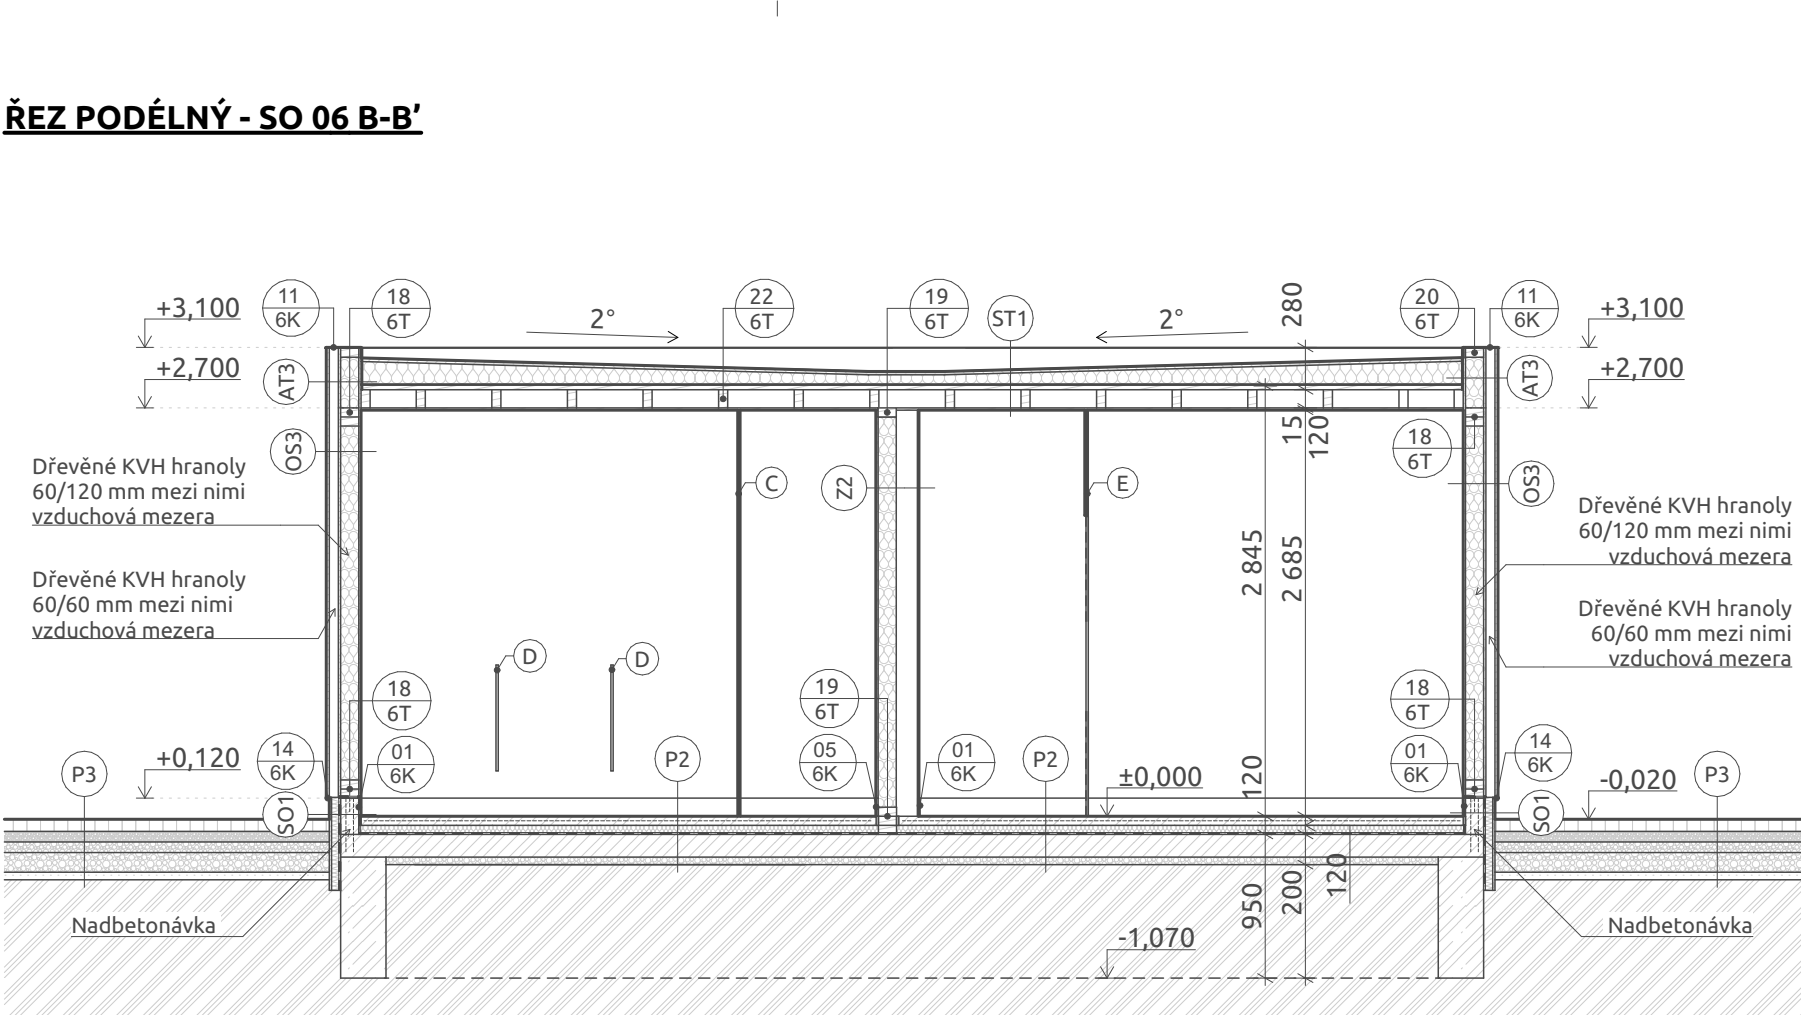 ŘEZ PODÉLNÝ - SO 06 B-B’
+3,100
11
6K
18
6T
2°
22
6T
19
6T
ST1
2°
280
20
6T
11
6K
+3,100
+2,700
AT3
AT3
+2,700
OS3
15
120
18
6T
OS3
Dřevěné KVH hranoly
60/120 mm mezi nimi
vzduchová mezera
C
Z2
E
Dřevěné KVH hranoly
60/120 mm mezi nimi
vzduchová mezera
2 845
2 685
Dřevěné KVH hranoly
60/60 mm mezi nimi
vzduchová mezera
Dřevěné KVH hranoly
60/60 mm mezi nimi
vzduchová mezera
D
D
18
6T
19
6T
18
6T
P3
+0,120
14
6K
01
6K
P2
05
6K
01
6K
P2
±0,000
120
01
6K
14
6K
-0,020
P3
SO1
SO1
120
200
950
Nadbetonávka
-1,070
Nadbetonávka